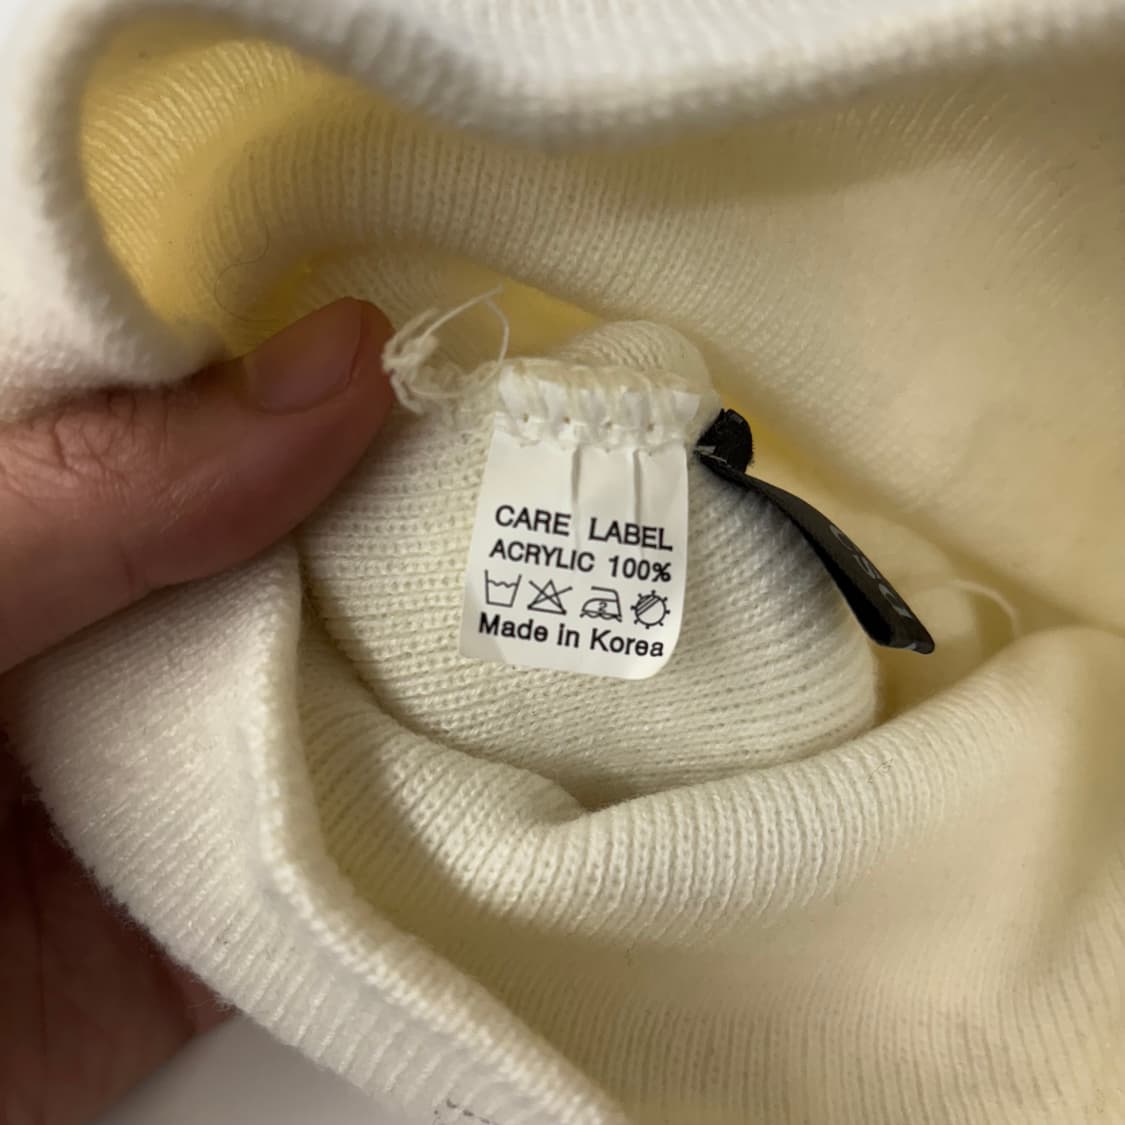 CARE LABEL
ACRYLIC 100%
Made in Korea